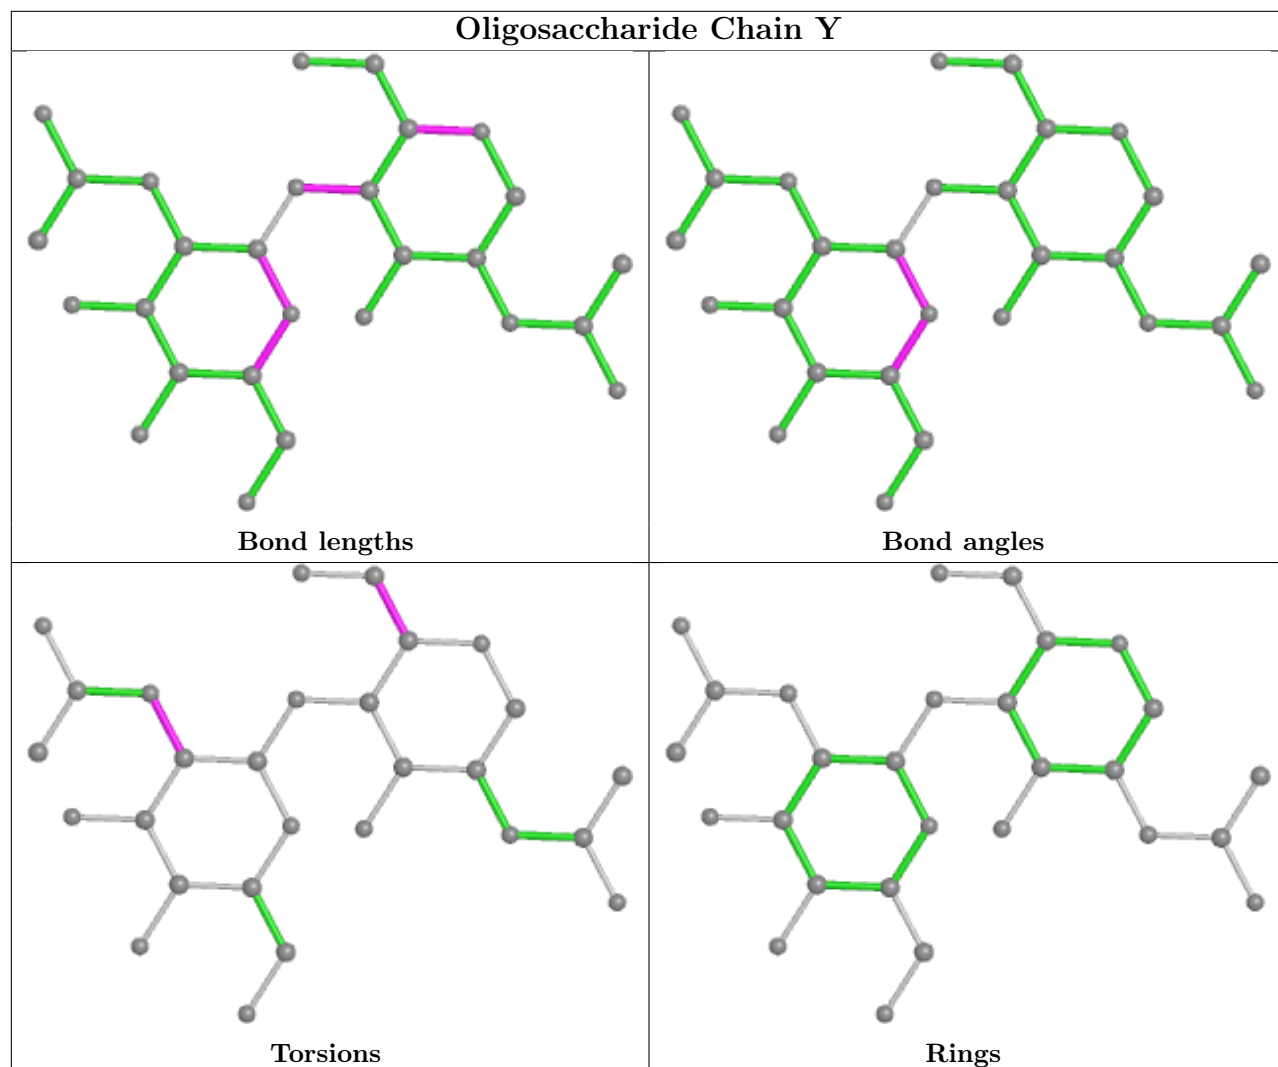 Oligosaccharide Chain Y
Bond lengths
Bond angles
Torsions
Rings